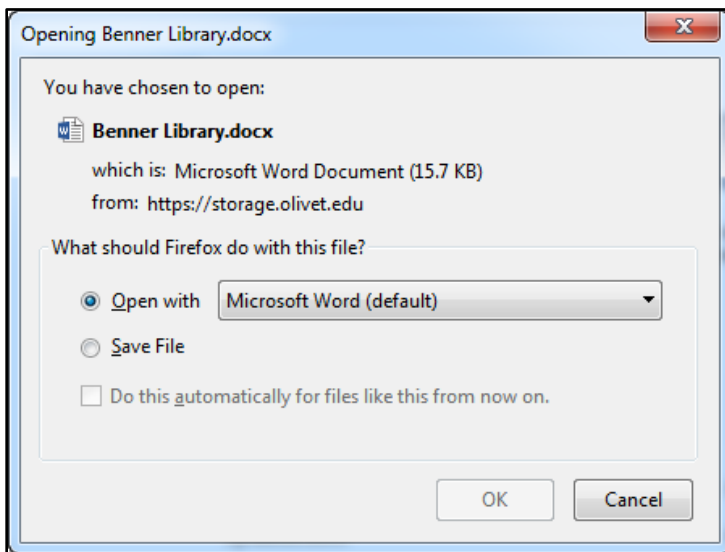 Opening Benner Library.docx
You have chosen to open:
Benner Library.docx
which is: Microsoft Word Document (15.7 KB)
from: https://storage.olivet.edu
What should Firefox do with this file?
Open with Microsoft Word (default)
Save File
Do this automatically for files like this from now on.
OK Cancel